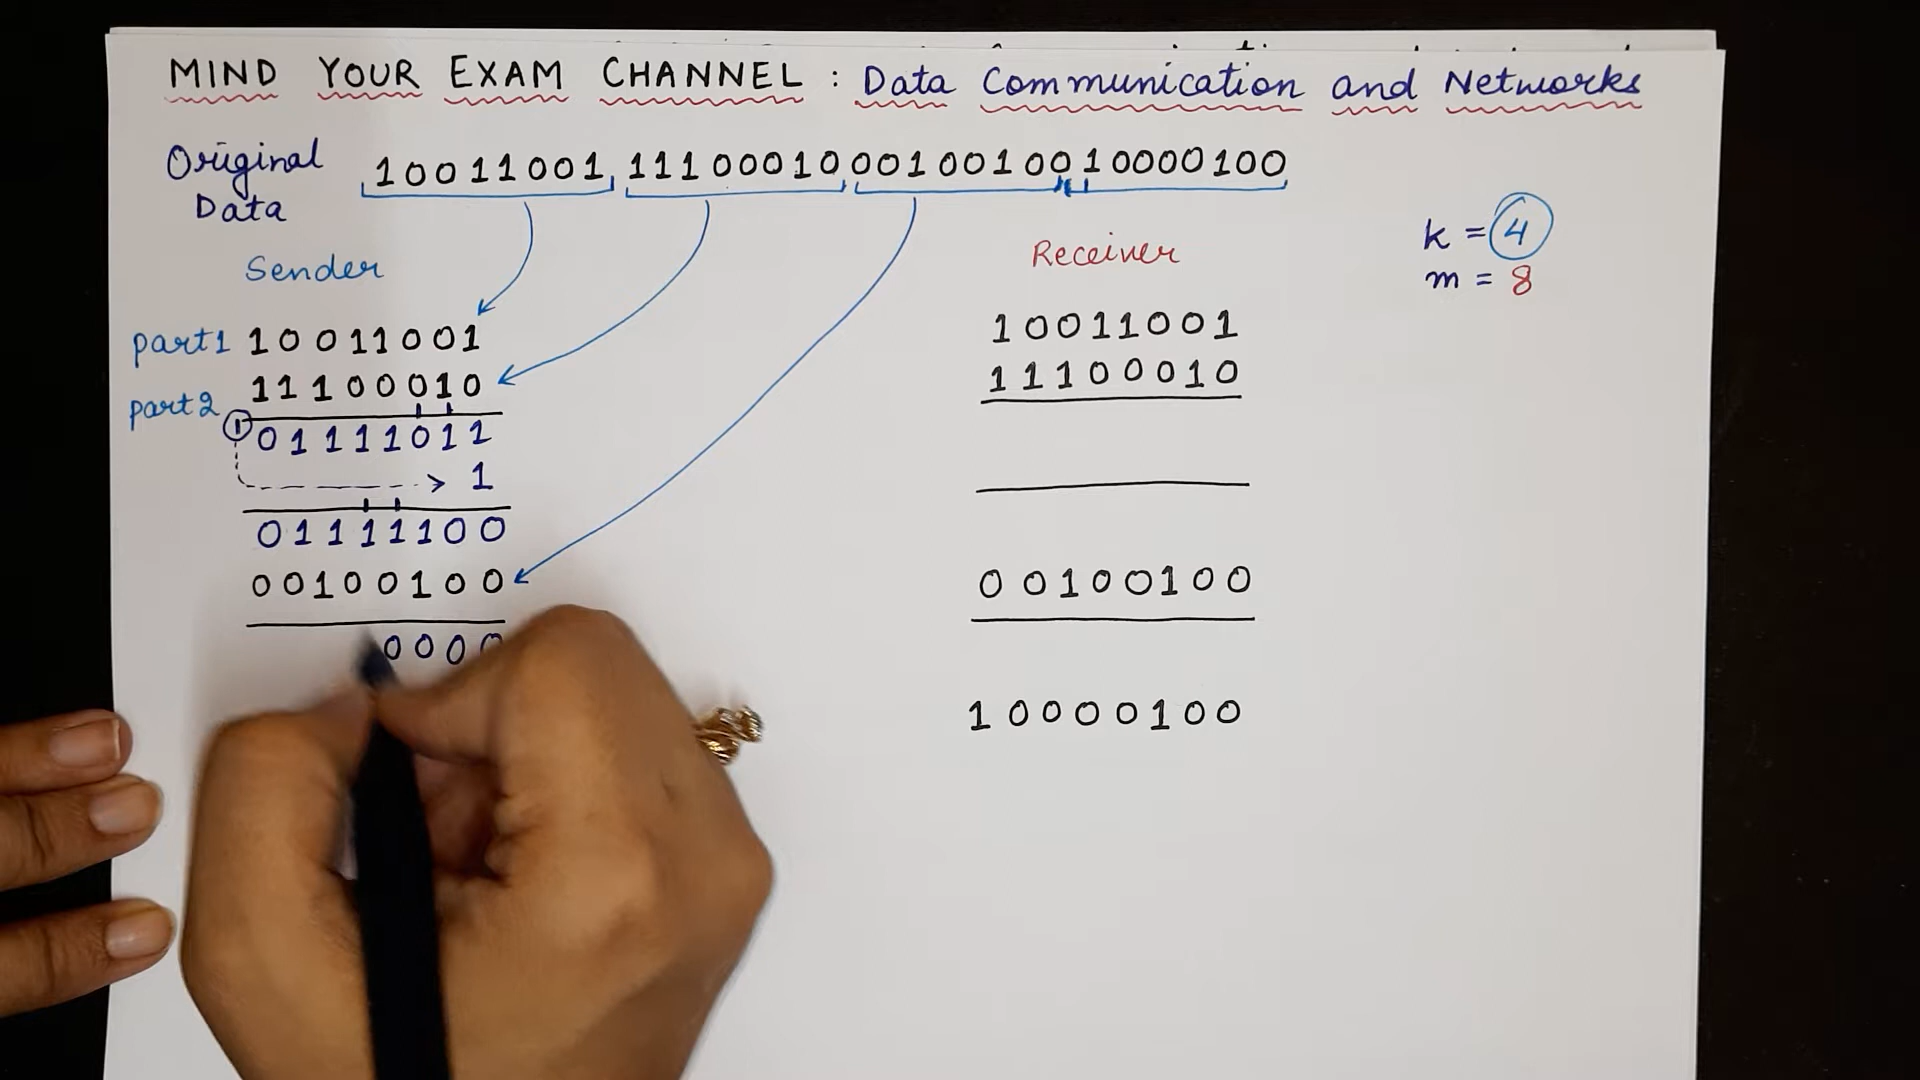 MIND YOUR EXAM CHANNEL : Data Communication and Networks
Original Data
10011001 11100010 00100100 10000100
k = 4
m = 8
Sender
part1 10011001
part2 11100010
1 01111011
1
01111100
00100100
0000
Receiver
10011001
11100010
00100100
10000100